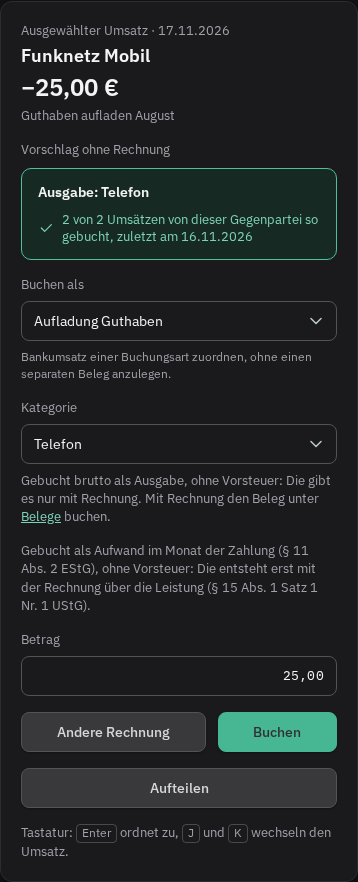 Ausgewählter Umsatz · 17.11.2026
Funknetz Mobil
−25,00 €
Guthaben aufladen August
Vorschlag ohne Rechnung
Ausgabe: Telefon
2 von 2 Umsätzen von dieser Gegenpartei so
gebucht, zuletzt am 16.11.2026
Buchen als
Aufladung Guthaben
Bankumsatz einer Buchungsart zuordnen, ohne einen
separaten Beleg anzulegen.
Kategorie
Telefon
Gebucht brutto als Ausgabe, ohne Vorsteuer: Die gibt
es nur mit Rechnung. Mit Rechnung den Beleg unter
Belege buchen.
Gebucht als Aufwand im Monat der Zahlung (§ 11
Abs. 2 EStG), ohne Vorsteuer: Die entsteht erst mit
der Rechnung über die Leistung (§ 15 Abs. 1 Satz 1
Nr. 1 UStG).
Betrag
25,00
Andere Rechnung
Buchen
Aufteilen
Tastatur: Enter ordnet zu, J und K wechseln den
Umsatz.